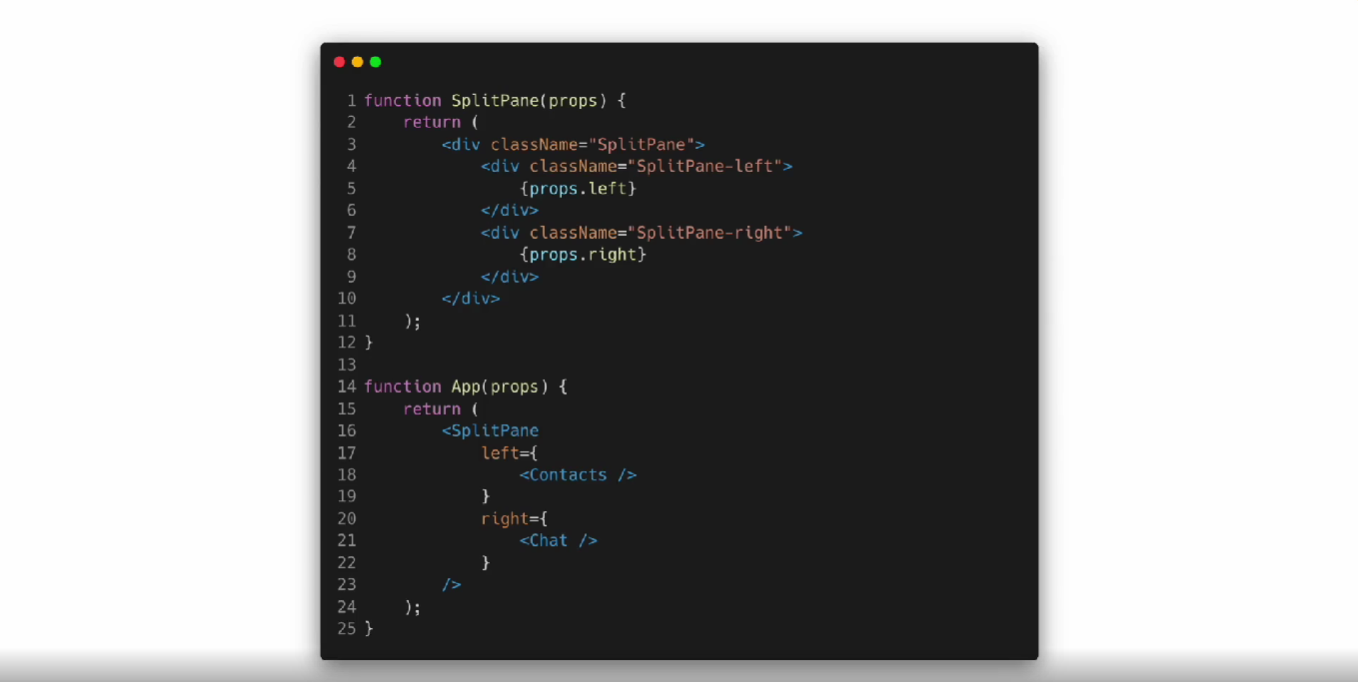 1 function SplitPane(props) {
2     return (
3         <div className="SplitPane">
4             <div className="SplitPane-left">
5                 {props.left}
6             </div>
7             <div className="SplitPane-right">
8                 {props.right}
9             </div>
10         </div>
11     );
12 }
13
14 function App(props) {
15     return (
16         <SplitPane
17             left={
18                 <Contacts />
19             }
20             right={
21                 <Chat />
22             }
23         />
24     );
25 }